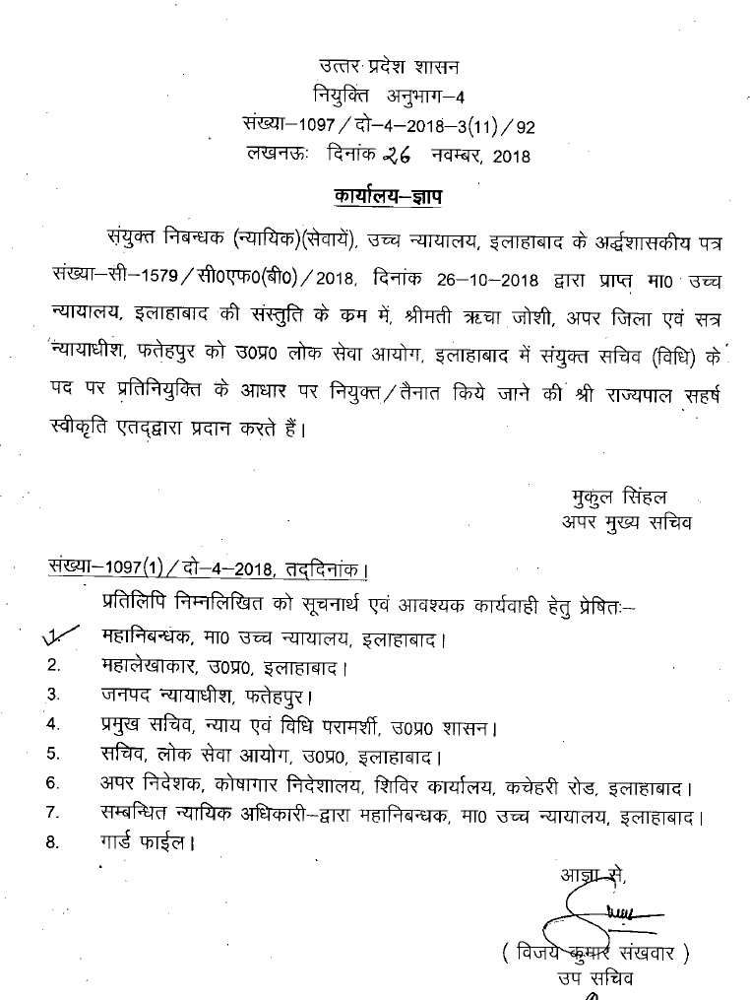 उत्तर प्रदेश शासन
नियुक्ति अनुभाग–4
संख्या–1097 / दो–4–2018–3(11) / 92
लखनऊः दिनांक 26 नवम्बर, 2018
कार्यालय–ज्ञाप
संयुक्त निबन्धक (न्यायिक)(सेवायें), उच्च न्यायालय, इलाहाबाद के अर्द्धशासकीय पत्र
संख्या–सी–1579 / सी0एफ0(बी0) / 2018, दिनांक 26–10–2018 द्वारा प्राप्त मा0 उच्च
न्यायालय, इलाहाबाद की संस्तुति के कम में, श्रीमती ऋचा जोशी, अपर जिला एवं सत्र
न्यायाधीश, फतेहपुर को उ0प्र0 लोक सेवा आयोग, इलाहाबाद में संयुक्त सचिव (विधि) के
पद पर प्रतिनियुक्ति के आधार पर नियुक्त / तैनात किये जाने की श्री राज्यपाल सहर्ष
स्वीकृति एतद्द्वारा प्रदान करते हैं।
मुकुल सिंहल
अपर मुख्य सचिव
संख्या–1097(1) / दो–4–2018, तद्दिनांक।
प्रतिलिपि निम्नलिखित को सूचनार्थ एवं आवश्यक कार्यवाही हेतु प्रेषितः–
1. महानिबन्धक, मा0 उच्च न्यायालय, इलाहाबाद।
2. महालेखाकार, उ0प्र0, इलाहाबाद।
3. जनपद न्यायाधीश, फतेहपुर।
4. प्रमुख सचिव, न्याय एवं विधि परामर्शी, उ0प्र0 शासन।
5. सचिव, लोक सेवा आयोग, उ0प्र0, इलाहाबाद।
6. अपर निदेशक, कोषागार निदेशालय, शिविर कार्यालय, कचेहरी रोड, इलाहाबाद।
7. सम्बन्धित न्यायिक अधिकारी–द्वारा महानिबन्धक, मा0 उच्च न्यायालय, इलाहाबाद।
8. गार्ड फाईल।
आज्ञा से,
( विजय कुमार संखवार )
उप सचिव